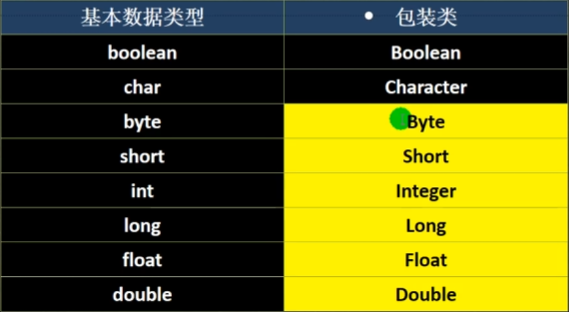 基本数据类型 • 包装类
boolean Boolean
char Character
byte Byte
short Short
int Integer
long Long
float Float
double Double